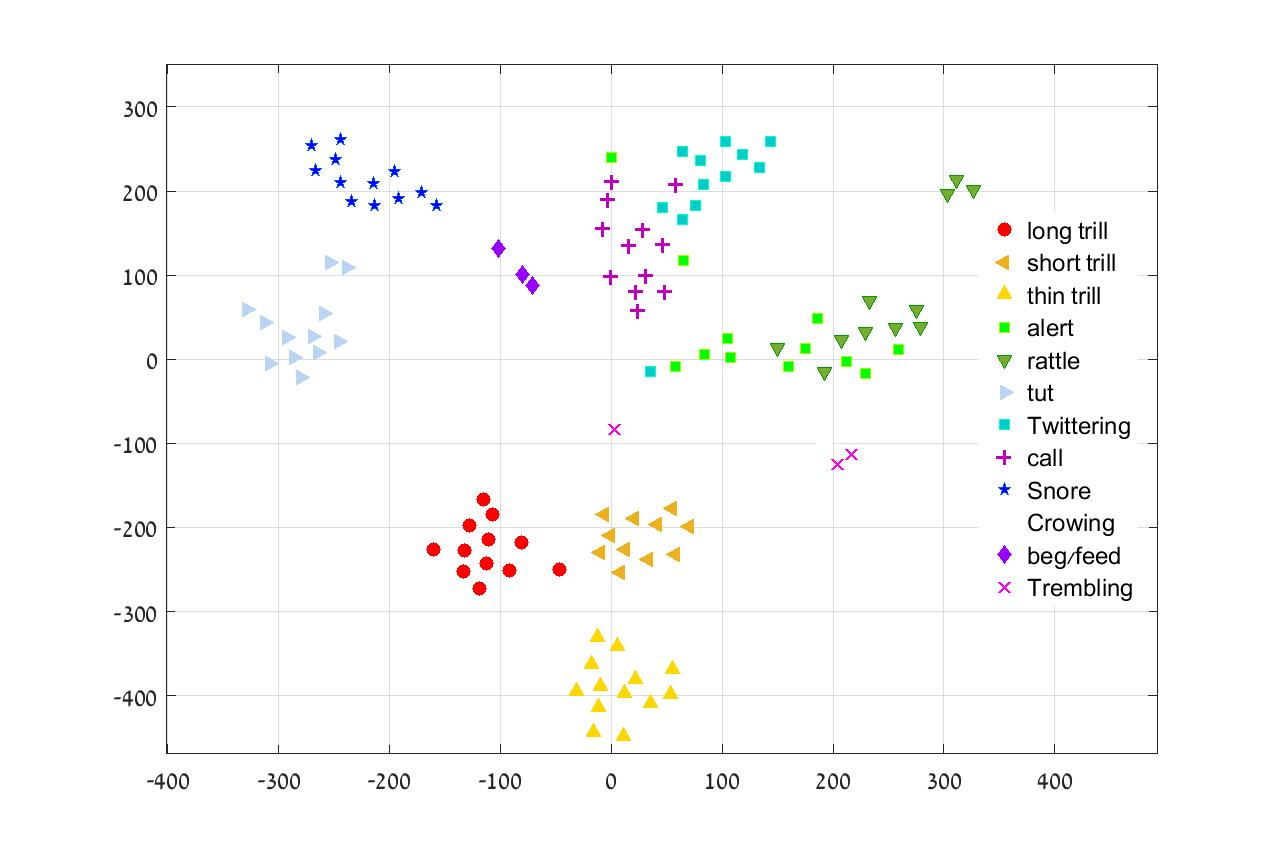 300
200
100
0
-100
-200
-300
-400
-400 -300 -200 -100 0 100 200 300 400
long trill
short trill
thin trill
alert
rattle
tut
Twittering
call
Snore
Crowing
beg/feed
Trembling